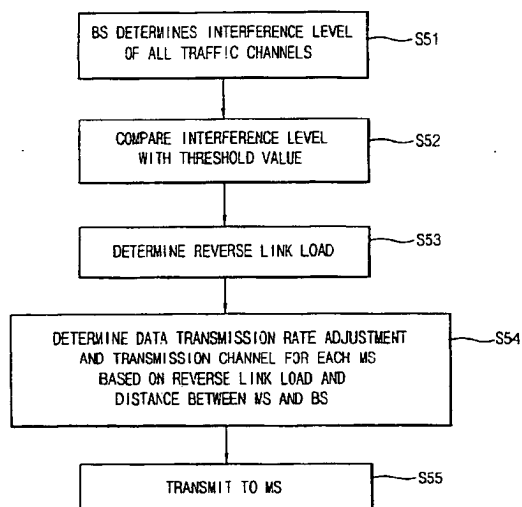 BS DETERMINES INTERFERENCE LEVEL
OF ALL TRAFFIC CHANNELS
S51
COMPARE INTERFERENCE LEVEL
WITH THRESHOLD VALUE
S52
DETERMINE REVERSE LINK LOAD
S53
DETERMINE DATA TRANSMISSION RATE ADJUSTMENT
AND TRANSMISSION CHANNEL FOR EACH MS
BASED ON REVERSE LINK LOAD AND
DISTANCE BETWEEN MS AND BS
S54
TRANSMIT TO MS
S55